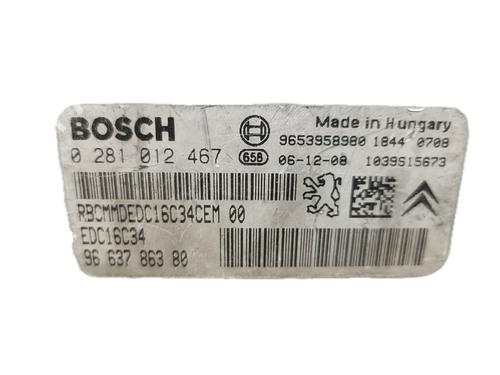 BOSCH
Made in Hungary
9653958980 1844 0708
0 281 012 467
658
06-12-08 1039S15673
RBCMMDEDC16C34CEM 00
EDC16C34
96 637 863 80